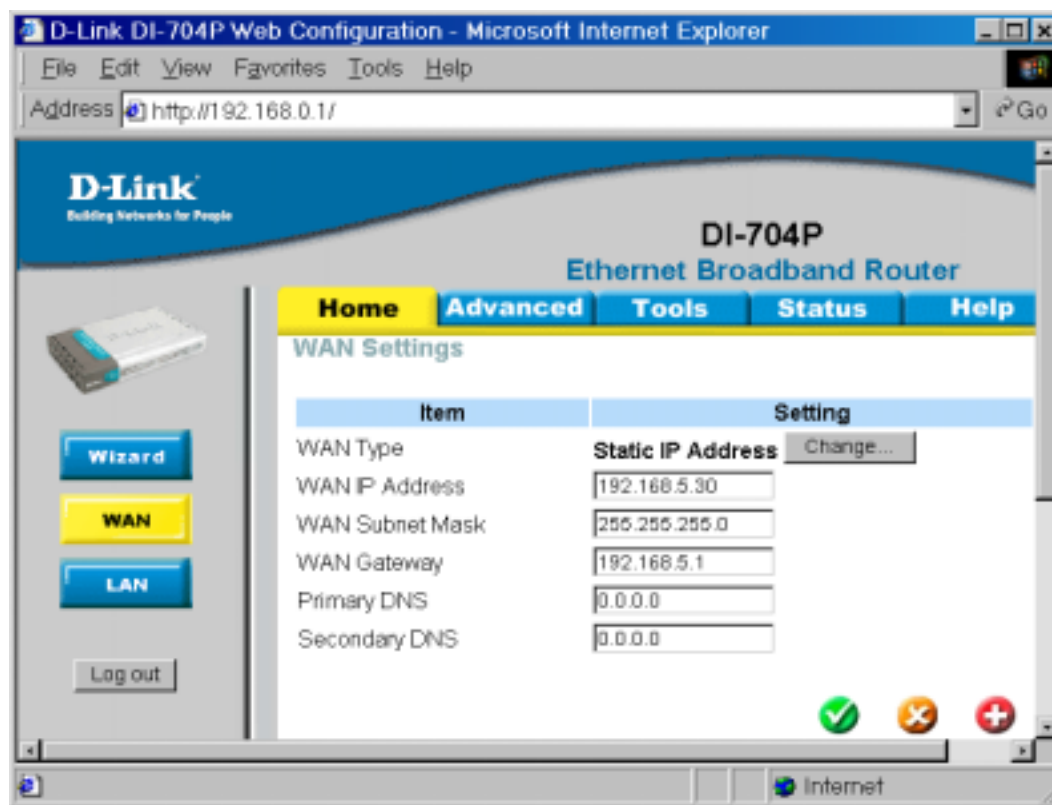 D-Link DI-704P Web Configuration - Microsoft Internet Explorer
File Edit View Favorites Tools Help
Address http://192.168.0.1/ Go
D-Link
Building Networks for People
DI-704P
Ethernet Broadband Router
Home Advanced Tools Status Help
WAN Settings
Item Setting
WAN Type Static IP Address Change...
WAN IP Address 192.168.5.30
WAN Subnet Mask 255.255.255.0
WAN Gateway 192.168.5.1
Primary DNS 0.0.0.0
Secondary DNS 0.0.0.0
Wizard
WAN
LAN
Log out
Internet